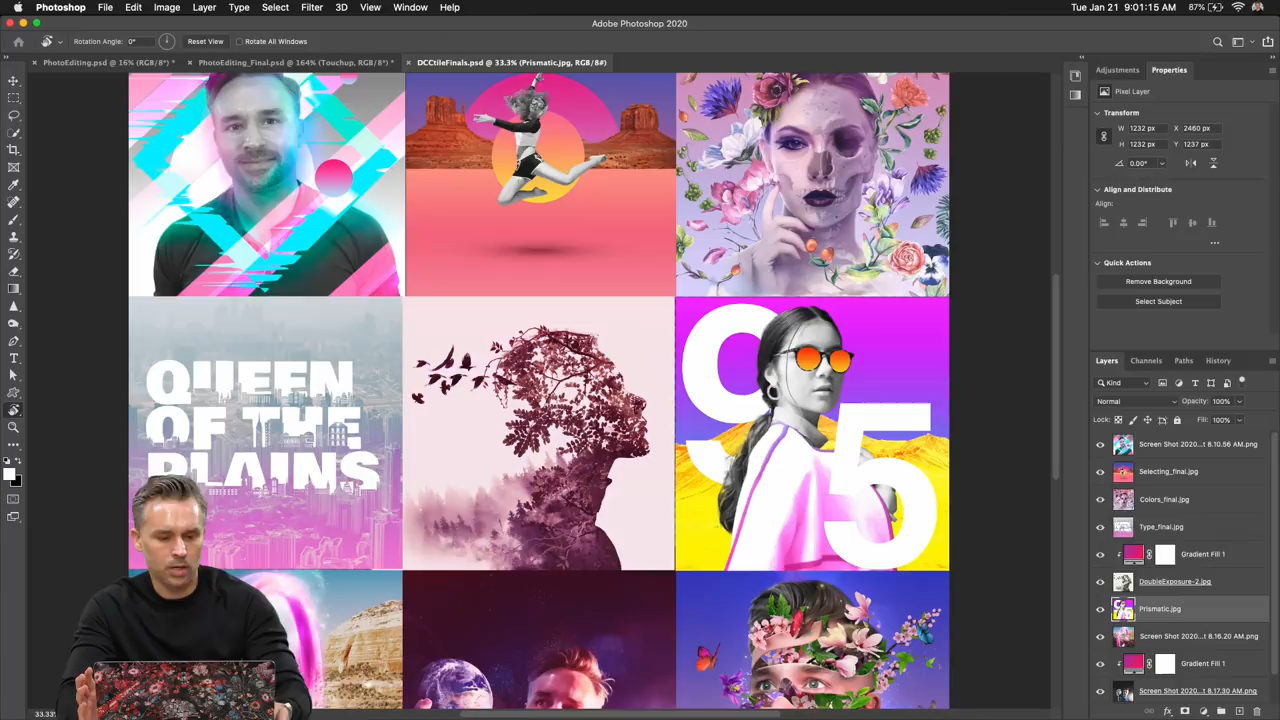 Photoshop File Edit Image Layer Type Select Filter 3D View Window Help
87% Tue Jan 21 9:01:15 AM
Adobe Photoshop 2020
Rotation Angle: 0° Reset View Rotate All Windows
PhotoEditing.psd @ 16% (RGB/8*) * PhotoEditing_Final.psd @ 164% (Touchup, RGB/8*) * DCCtileFinals.psd @ 33.3% (Prismatic.jpg, RGB/8#)
Adjustments Properties
Pixel Layer
Transform
W 1232 px X 2460 px
H 1232 px Y 1237 px
0.00°
Align and Distribute
Align:
Quick Actions
Remove Background
Select Subject
Layers Channels Paths History
Kind
Normal Opacity: 100%
Lock: Fill: 100%
Screen Shot 2020...t 8.10.56 AM.png
Selecting_final.jpg
Colors_final.jpg
Type_final.jpg
Gradient Fill 1
DoubleExposure-2.jpg
Prismatic.jpg
Screen Shot 2020...t 8.16.20 AM.png
Gradient Fill 1
Screen Shot 2020...t 8.17.30 AM.png
QUEEN
OF THE
PLAINS
95
33.33%